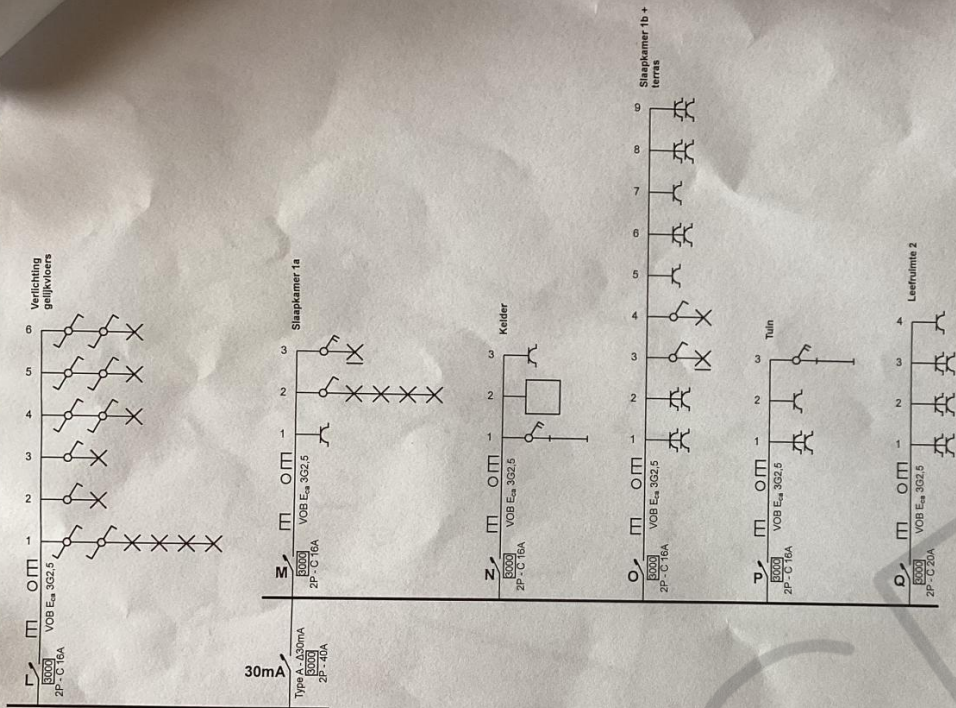 Verlichting
gelijkvloers
1
2
3
4
5
6
L
3000
2P - C 16A
VOB Eca 3G2,5
30mA
Type A - Δ30mA
3000
2P - 40A
Slaapkamer 1a
1
2
3
M
3000
2P - C 16A
VOB Eca 3G2,5
Kelder
1
2
3
N
3000
2P - C 16A
VOB Eca 3G2,5
Slaapkamer 1b +
terras
1
2
3
4
5
6
7
8
9
O
3000
2P - C 16A
VOB Eca 3G2,5
Tuin
1
2
3
P
3000
2P - C 16A
VOB Eca 3G2,5
Leefruimte 2
1
2
3
4
Q
3000
2P - C 20A
VOB Eca 3G2,5